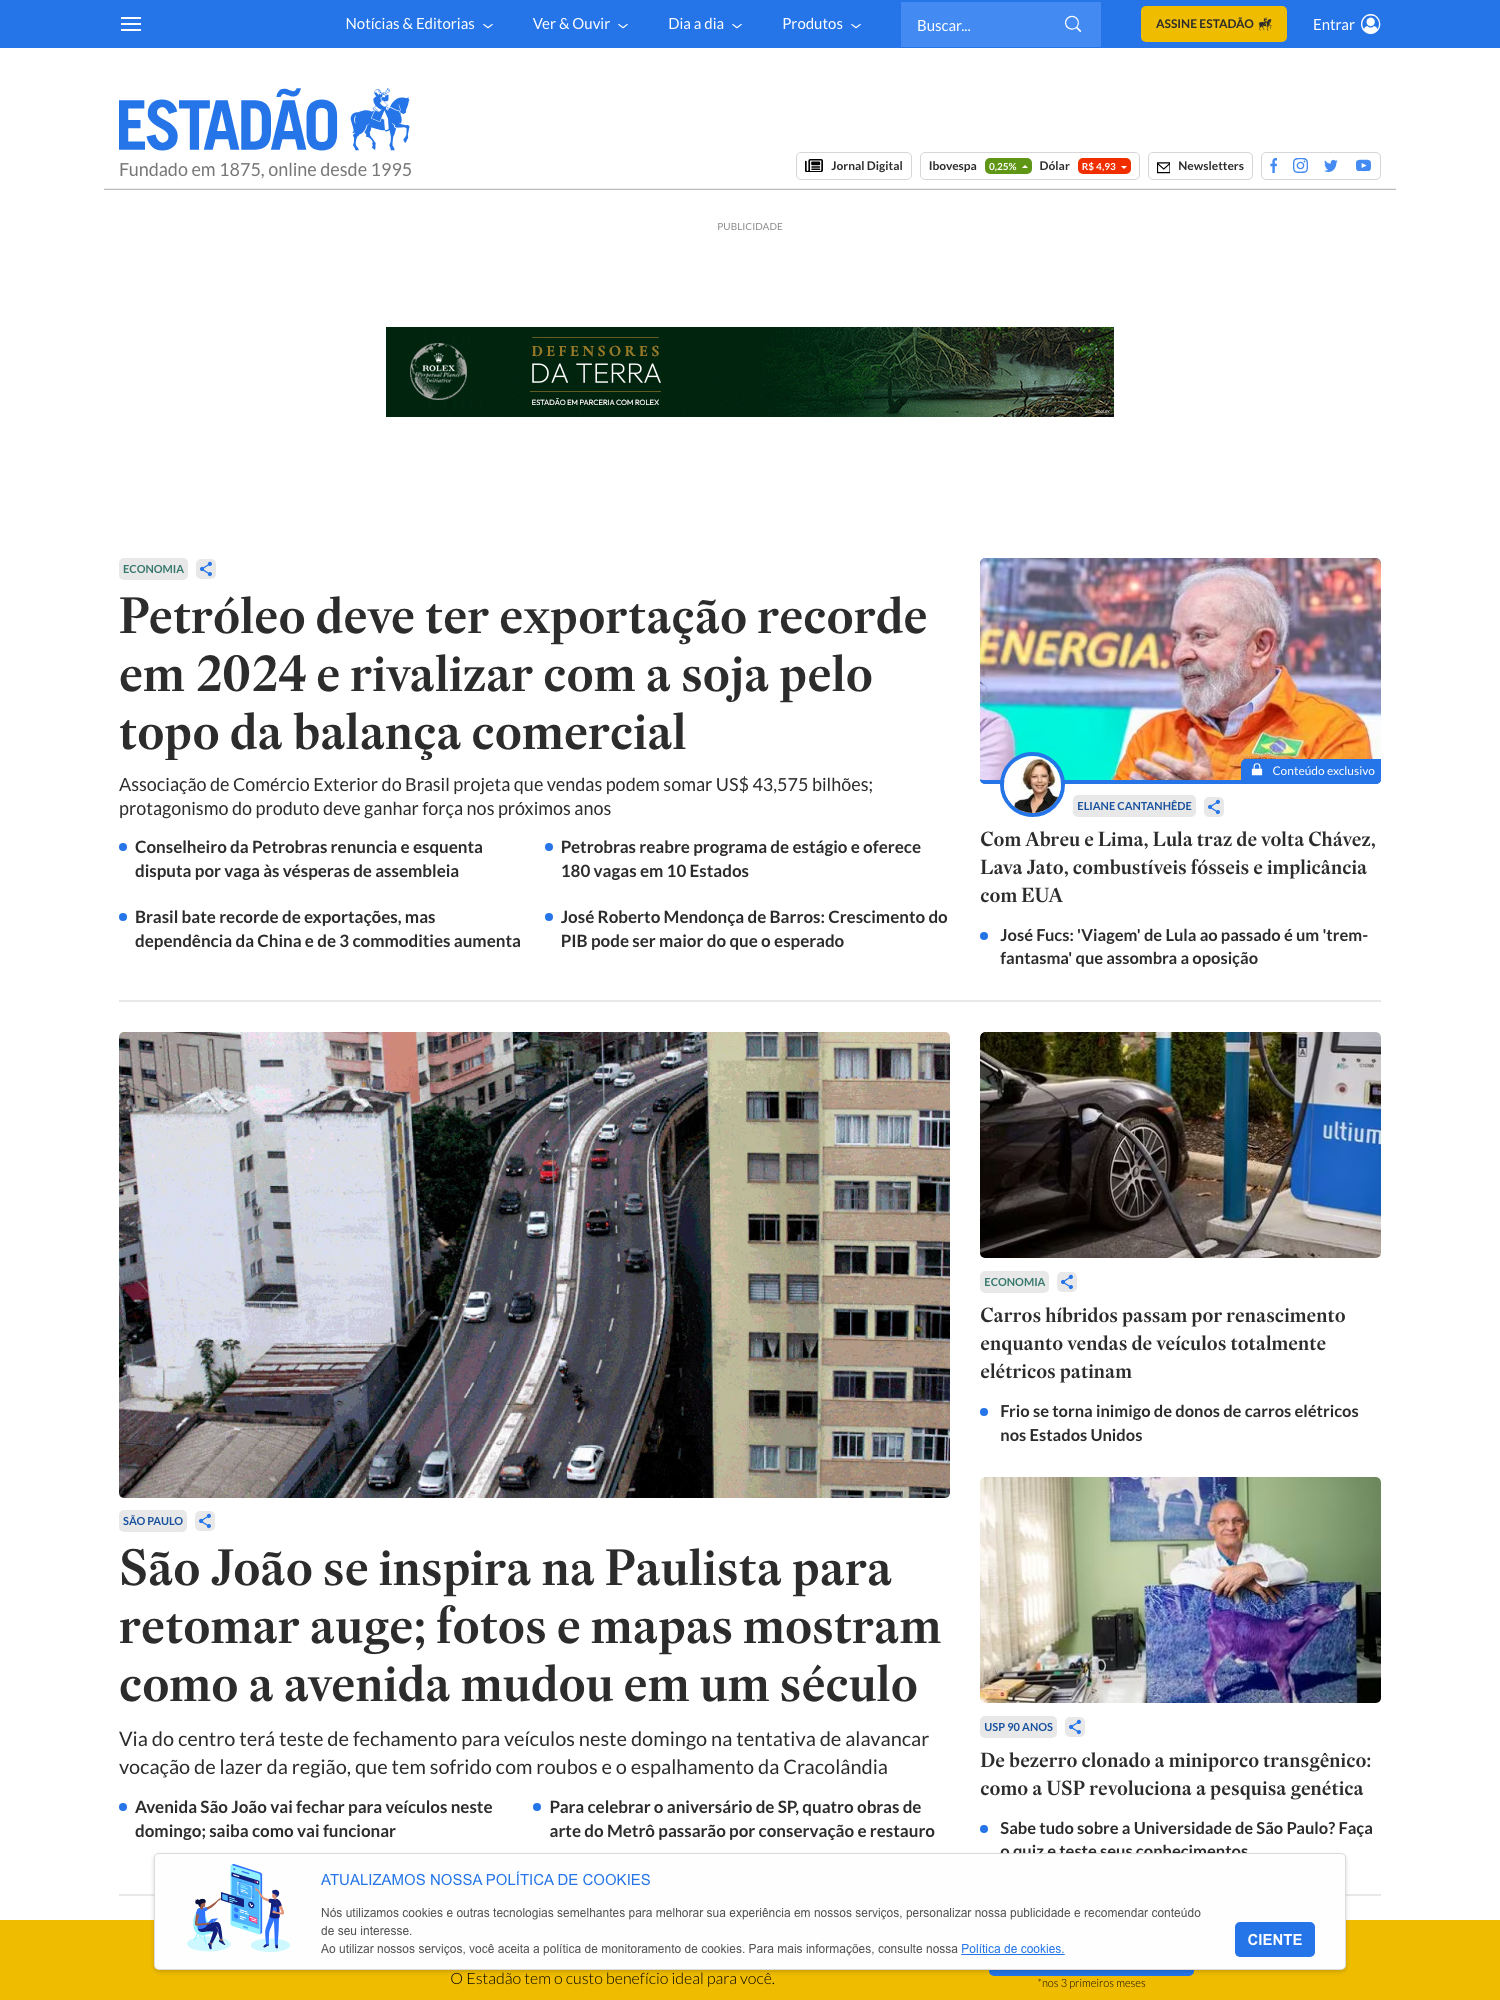 Notícias & Editorias
Ver & Ouvir
Dia a dia
Produtos
Buscar...
ASSINE ESTADÃO
Entrar
ESTADÃO
Fundado em 1875, online desde 1995
Jornal Digital
Ibovespa 0,25%
Dólar R$ 4,93
Newsletters
PUBLICIDADE
ROLEX
Perpetual Planet
Initiative
DEFENSORES
DA TERRA
ESTADÃO EM PARCERIA COM ROLEX
ECONOMIA
Petróleo deve ter exportação recorde
em 2024 e rivalizar com a soja pelo
topo da balança comercial
Associação de Comércio Exterior do Brasil projeta que vendas podem somar US$ 43,575 bilhões;
protagonismo do produto deve ganhar força nos próximos anos
Conselheiro da Petrobras renuncia e esquenta
disputa por vaga às vésperas de assembleia
Petrobras reabre programa de estágio e oferece
180 vagas em 10 Estados
Brasil bate recorde de exportações, mas
dependência da China e de 3 commodities aumenta
José Roberto Mendonça de Barros: Crescimento do
PIB pode ser maior do que o esperado
ENERGIA.
Conteúdo exclusivo
ELIANE CANTANHÊDE
Com Abreu e Lima, Lula traz de volta Chávez,
Lava Jato, combustíveis fósseis e implicância
com EUA
José Fucs: 'Viagem' de Lula ao passado é um 'trem-
fantasma' que assombra a oposição
SÃO PAULO
São João se inspira na Paulista para
retomar auge; fotos e mapas mostram
como a avenida mudou em um século
Via do centro terá teste de fechamento para veículos neste domingo na tentativa de alavancar
vocação de lazer da região, que tem sofrido com roubos e o espalhamento da Cracolândia
Avenida São João vai fechar para veículos neste
domingo; saiba como vai funcionar
Para celebrar o aniversário de SP, quatro obras de
arte do Metrô passarão por conservação e restauro
ultium
ECONOMIA
Carros híbridos passam por renascimento
enquanto vendas de veículos totalmente
elétricos patinam
Frio se torna inimigo de donos de carros elétricos
nos Estados Unidos
USP 90 ANOS
De bezerro clonado a miniporco transgênico:
como a USP revoluciona a pesquisa genética
Sabe tudo sobre a Universidade de São Paulo? Faça
o quiz e teste seus conhecimentos
ATUALIZAMOS NOSSA POLÍTICA DE COOKIES
Nós utilizamos cookies e outras tecnologias semelhantes para melhorar sua experiência em nossos serviços, personalizar nossa publicidade e recomendar conteúdo
de seu interesse.
Ao utilizar nossos serviços, você aceita a política de monitoramento de cookies. Para mais informações, consulte nossa Política de cookies.
CIENTE
O Estadão tem o custo benefício ideal para você.
*nos 3 primeiros meses